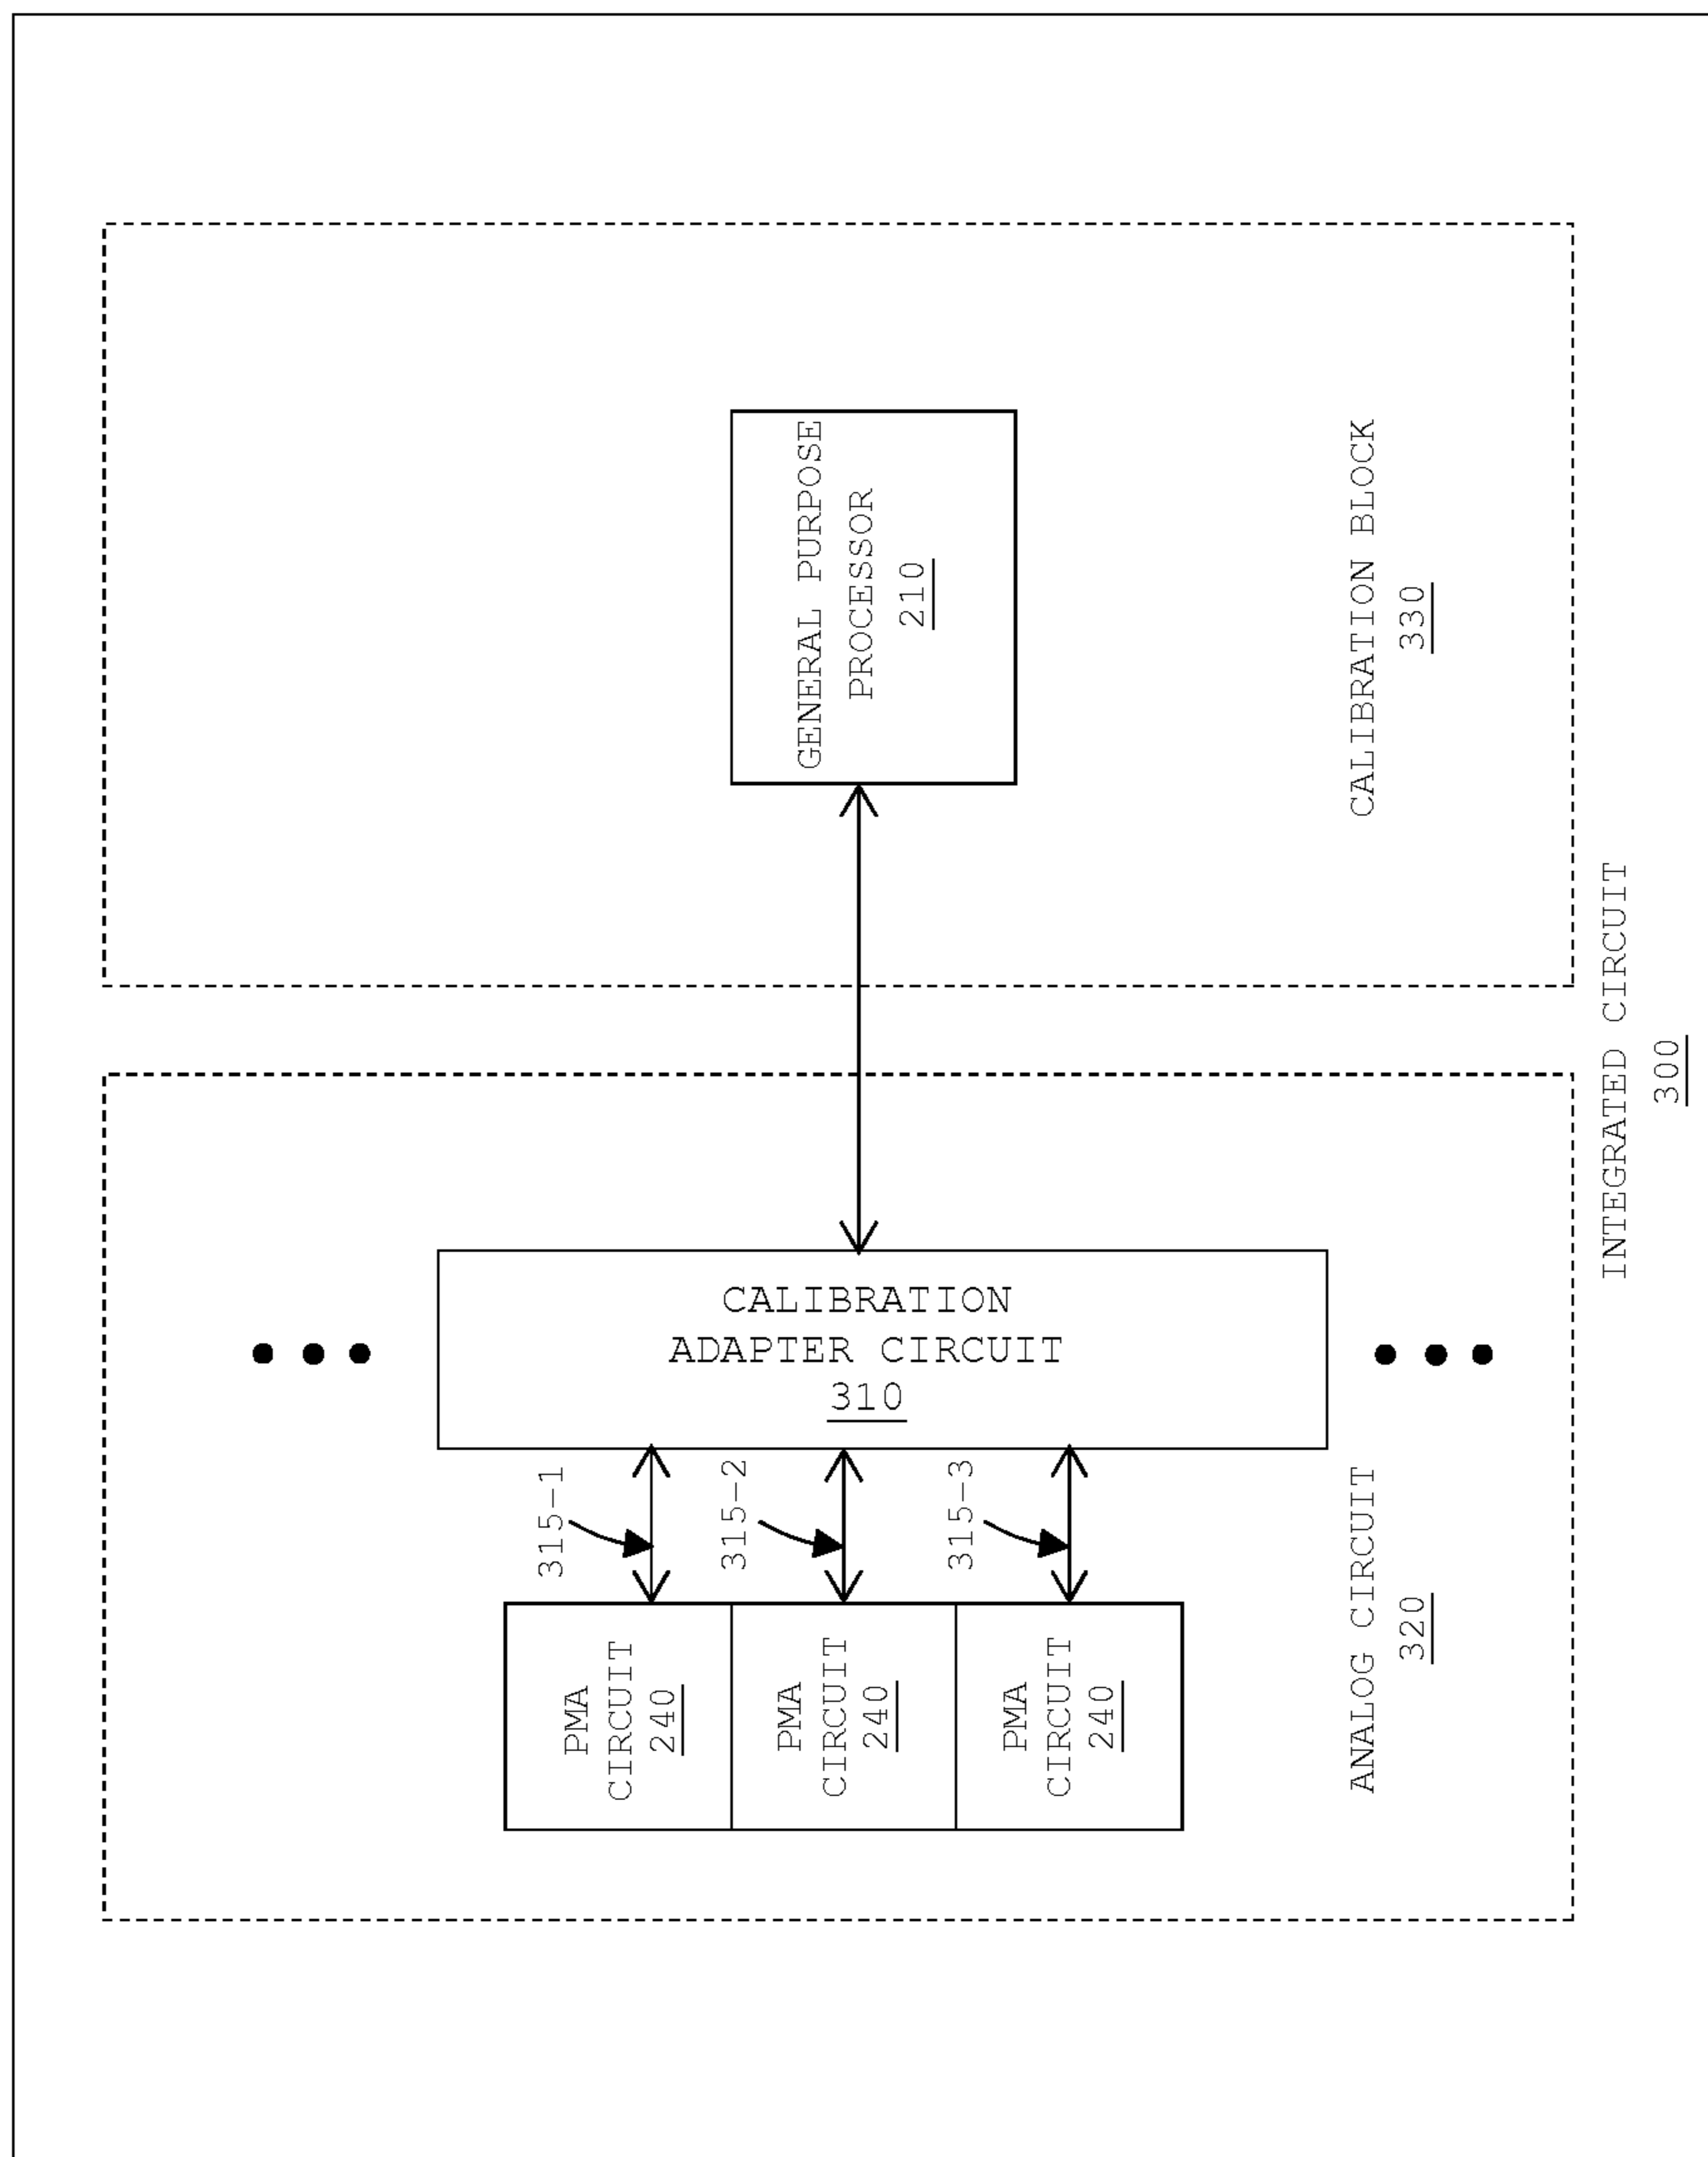 GENERAL PURPOSE
PROCESSOR
210
CALIBRATION BLOCK
330
CALIBRATION
ADAPTER CIRCUIT
310
315-1
315-2
315-3
PMA
CIRCUIT
240
PMA
CIRCUIT
240
PMA
CIRCUIT
240
ANALOG CIRCUIT
320
INTEGRATED CIRCUIT
300